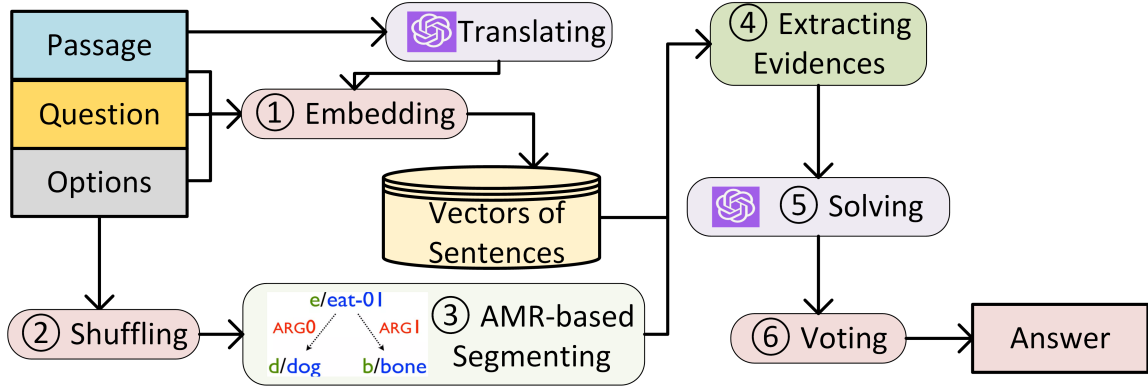 Passage
Question
Options
Translating
① Embedding
Vectors of
Sentences
② Shuffling
e/eat-01
ARG0
ARG1
d/dog
b/bone
③ AMR-based
Segmenting
④ Extracting
Evidences
⑤ Solving
⑥ Voting
Answer